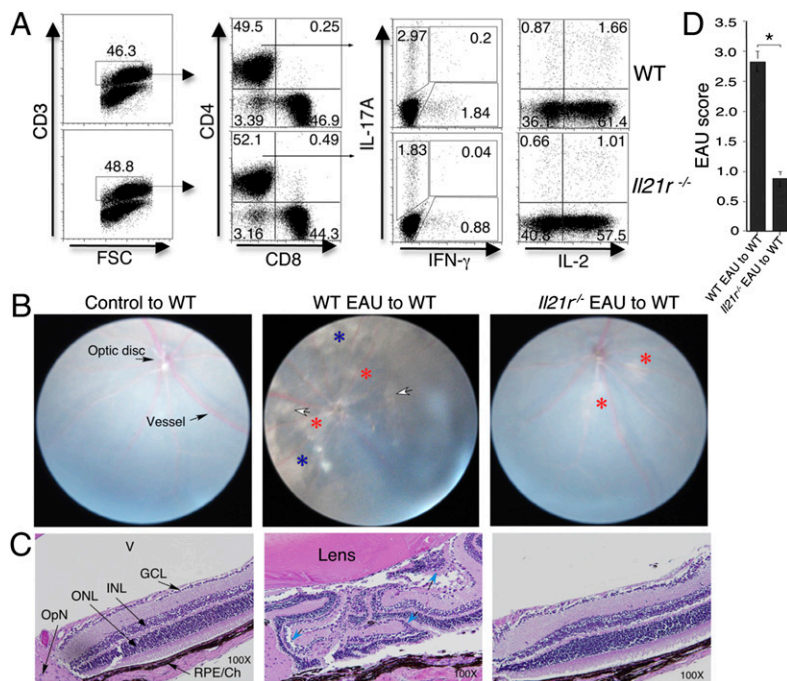 A
46.3
48.8
CD3
FSC
49.5 0.25
3.39 46.9
52.1 0.49
3.16 44.3
CD4
CD8
2.97 0.2
1.84
1.83 0.04
0.88
IL-17A
IFN-γ
0.87 1.66
36.1 61.4
0.66 1.01
40.8 57.5
IL-2
WT
Il21r -/-
D
EAU score
3.5
3.0
2.5
2.0
1.5
1.0
0.5
0
*
WT EAU to WT
Il21r-/- EAU to WT
B
Control to WT
WT EAU to WT
Il21r-/- EAU to WT
Optic disc
Vessel
* * * *
* *
C
V
GCL
INL
ONL
OpN
RPE/Ch
100X
Lens
100X
100X